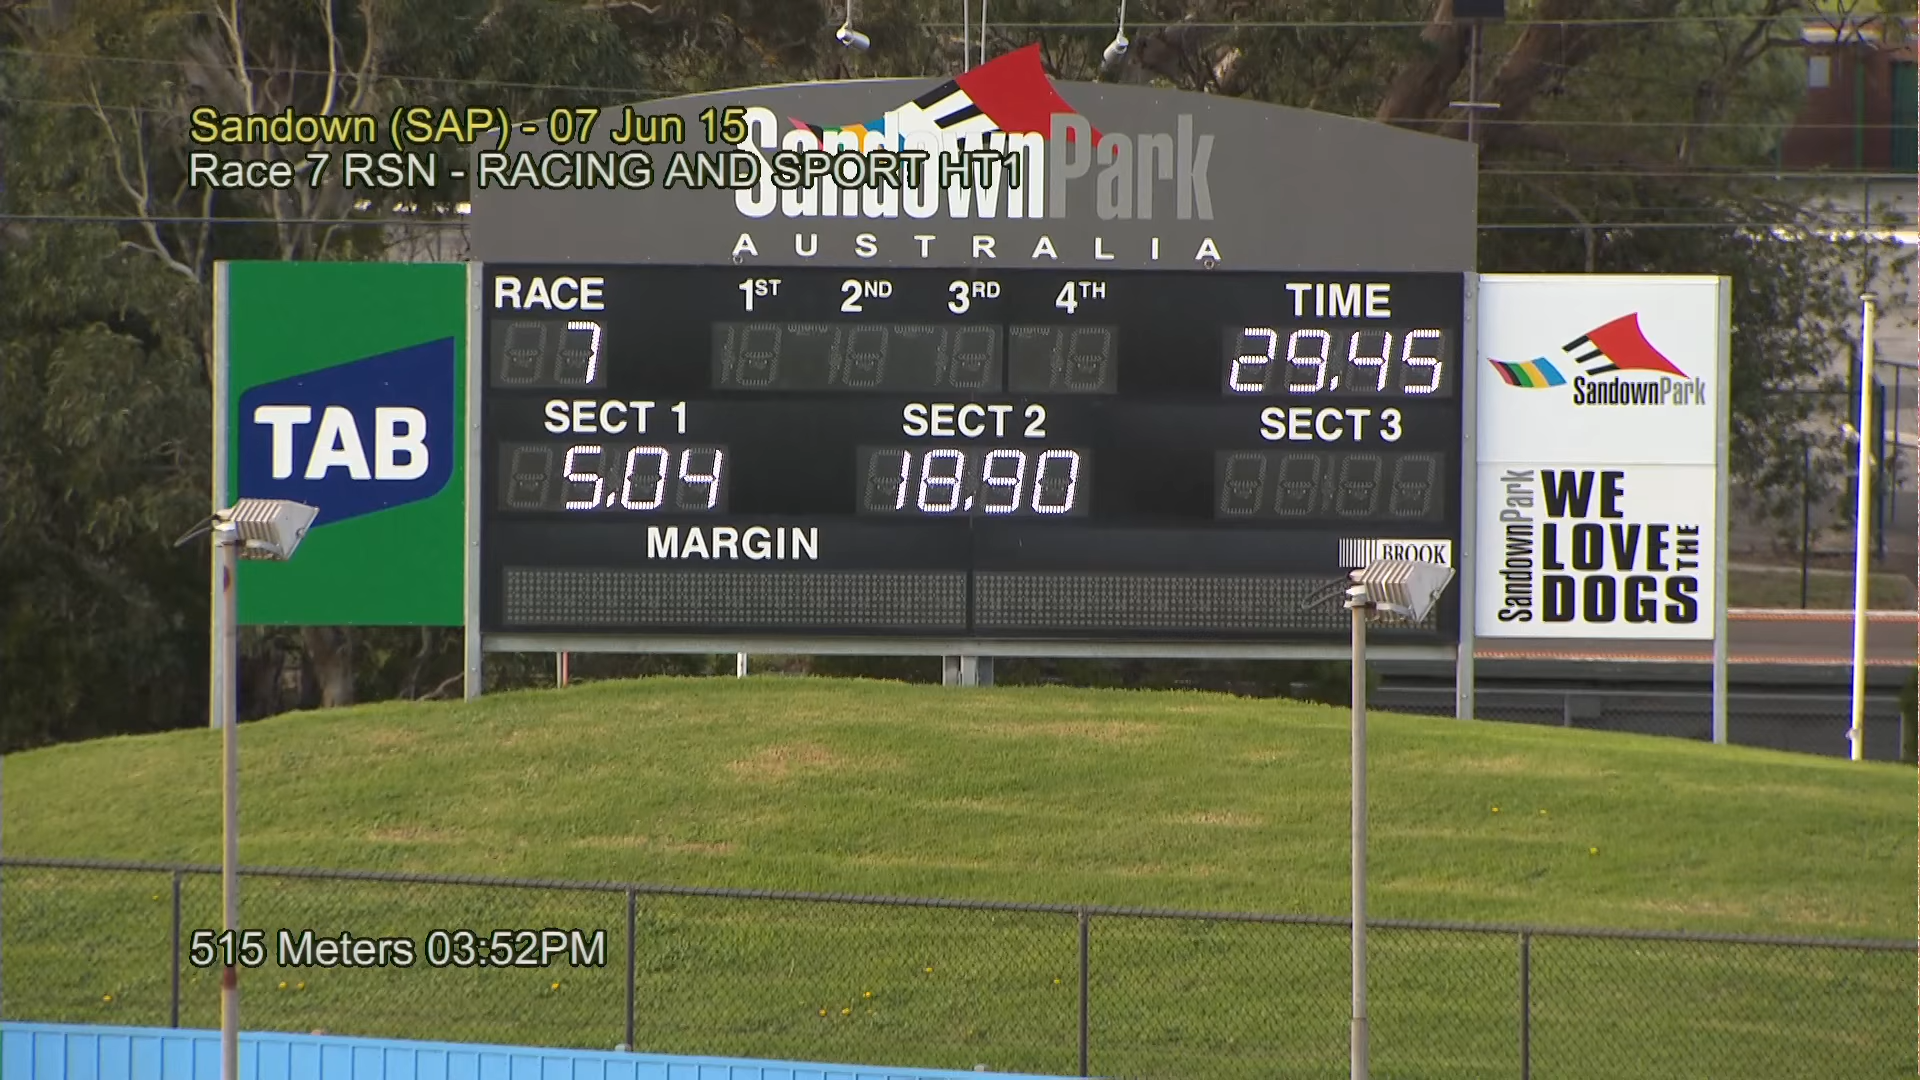 Sandown (SAP) - 07 Jun 15
Race 7 RSN - RACING AND SPORT HT1
SandownPark
AUSTRALIA
RACE 1ST 2ND 3RD 4TH TIME
7 29.45
SECT 1 SECT 2 SECT 3
5.04 18.90
MARGIN
BROOK
TAB
SandownPark
SandownPark
WE
LOVE THE
DOGS
515 Meters 03:52PM